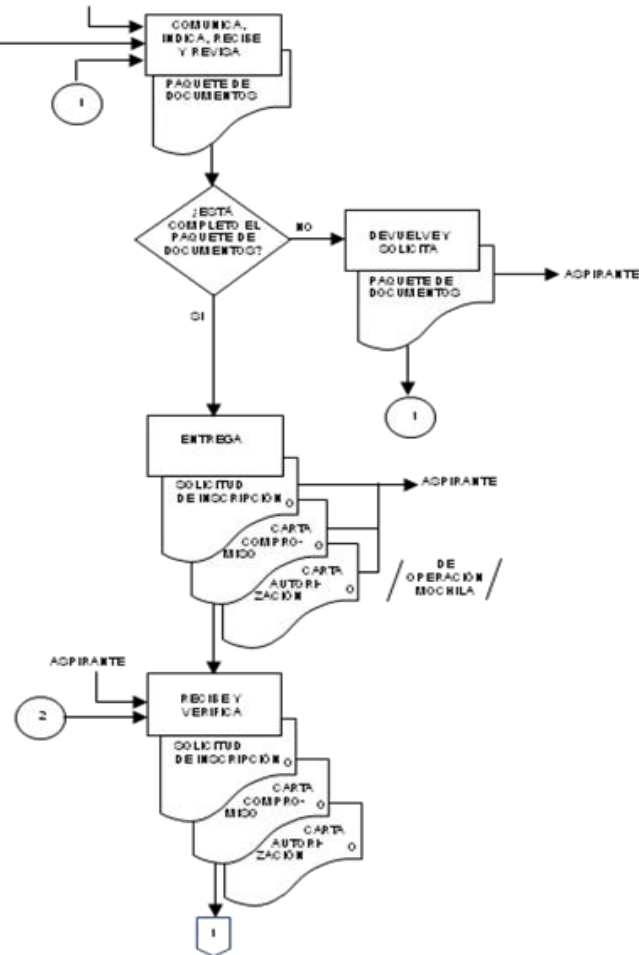 COMUNICA,
INDICA, RECIBE
Y REVISA
PAQUETE DE
DOCUMENTOS
1
¿ESTÁ
COMPLETO EL
PAQUETE DE
DOCUMENTOS?
NO
DEVUELVE Y
SOLICITA
PAQUETE DE
DOCUMENTOS
ASPIRANTE
SI
1
ENTREGA
SOLICITUD
DE INSCRIPCIÓN
O
ASPIRANTE
CARTA
COMPRO-
MISO
O
CARTA
AUTORI-
ZACIÓN
O
DE
OPERACIÓN
MOCHILA
ASPIRANTE
2
RECIBE Y
VERIFICA
SOLICITUD
DE INSCRIPCIÓN
O
CARTA
COMPRO-
MISO
O
CARTA
AUTORI-
ZACIÓN
O
1